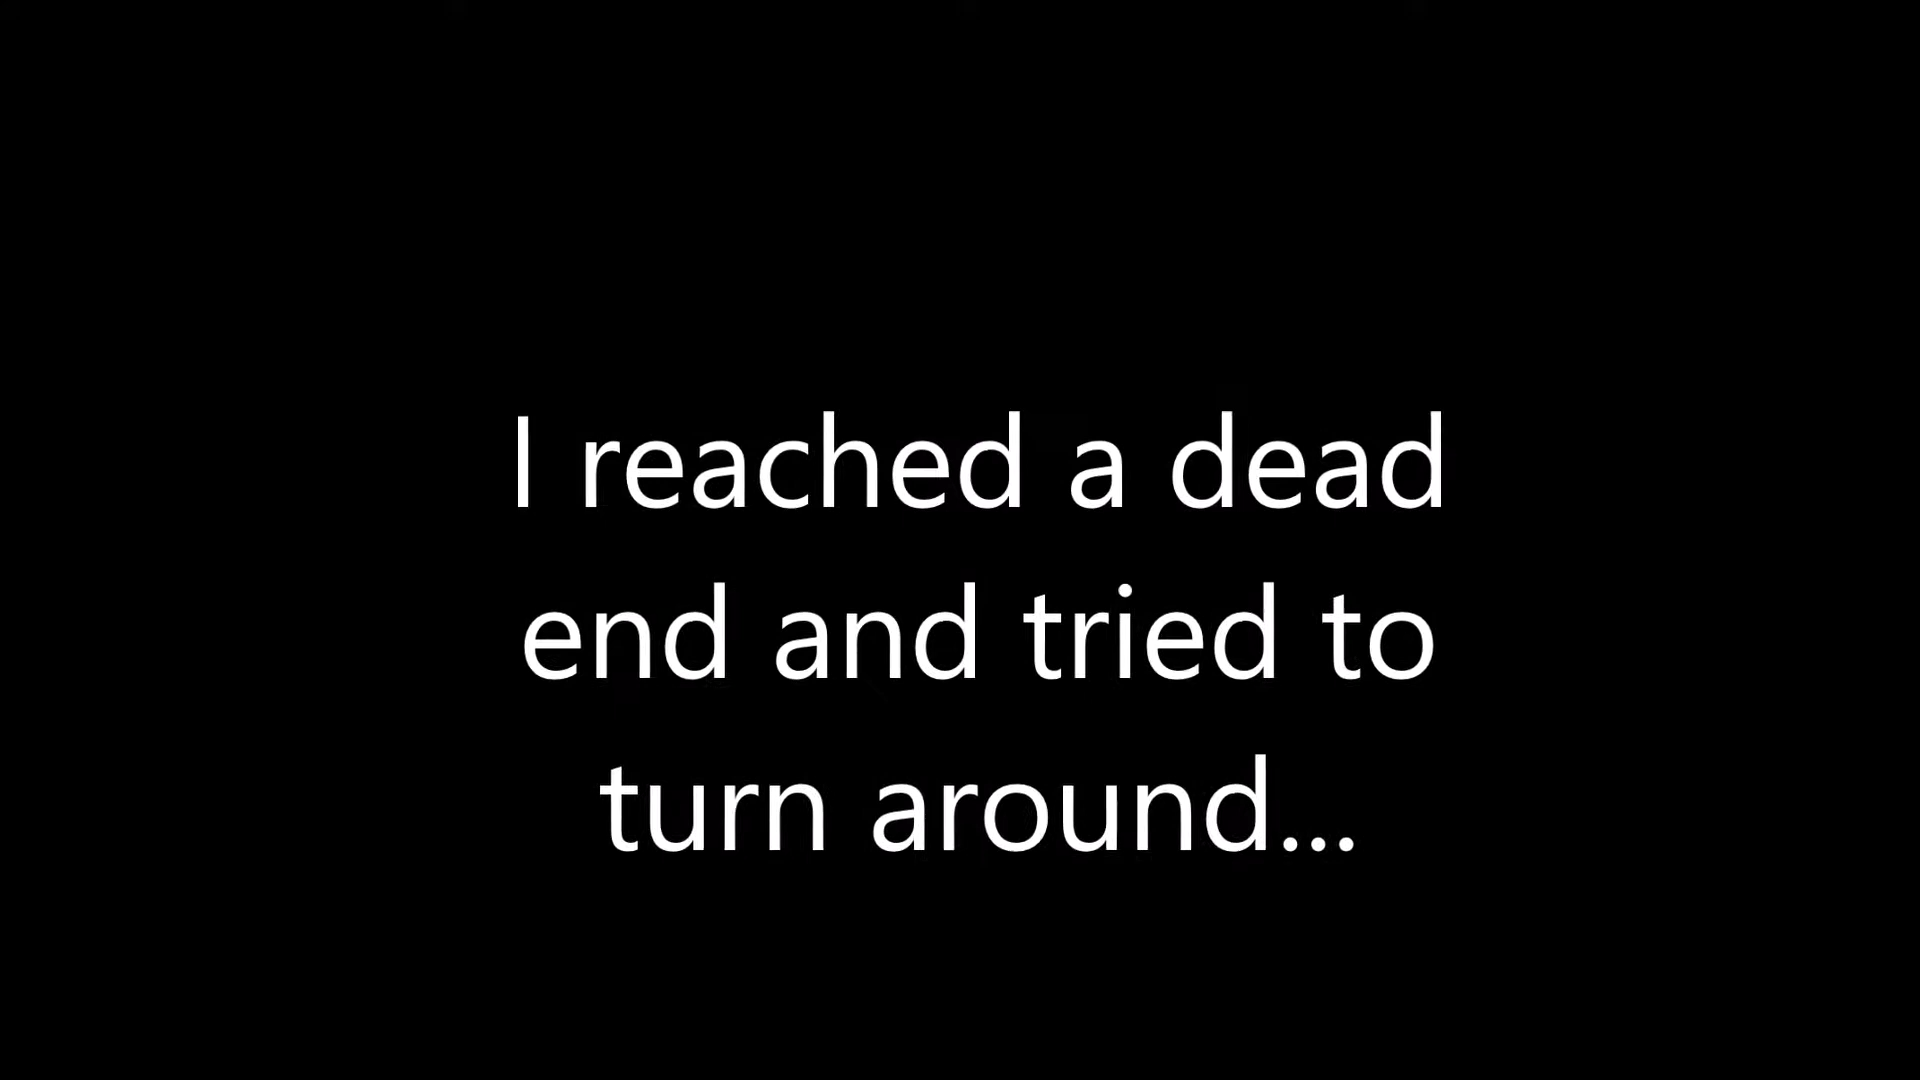 I reached a dead
end and tried to
turn around...